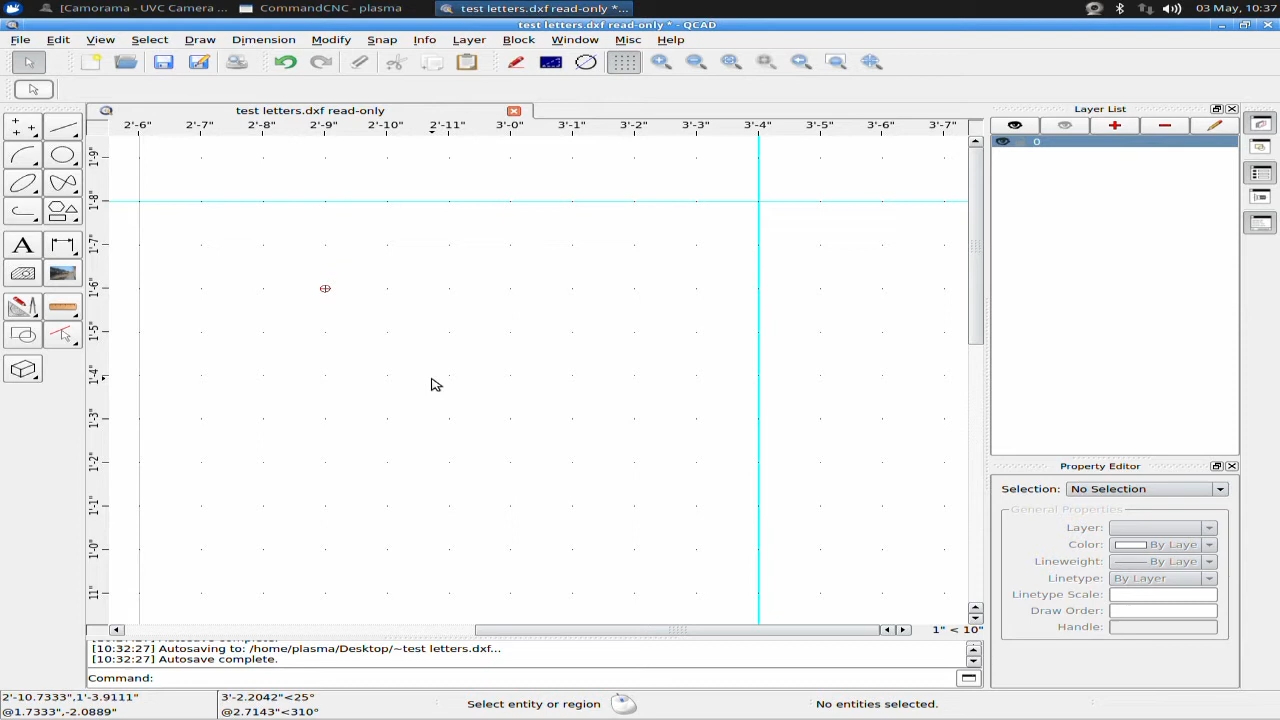 [Camorama - UVC Camera ...
CommandCNC - plasma
test letters.dxf read-only *...
03 May, 10:37
test letters.dxf read-only * - QCAD
File Edit View Select Draw Dimension Modify Snap Info Layer Block Window Misc Help
test letters.dxf read-only
2'-6" 2'-7" 2'-8" 2'-9" 2'-10" 2'-11" 3'-0" 3'-1" 3'-2" 3'-3" 3'-4" 3'-5" 3'-6" 3'-7"
1'-9"
1'-8"
1'-7"
1'-6"
1'-5"
1'-4"
1'-3"
1'-2"
1'-1"
1'-0"
11"
A
1" < 10"
Layer List
0
Property Editor
Selection: No Selection
General Properties
Layer:
Color: By Laye
Lineweight: By Laye
Linetype: By Layer
Linetype Scale:
Draw Order:
Handle:
[10:32:27] Autosaving to: /home/plasma/Desktop/~test letters.dxf...
[10:32:27] Autosave complete.
Command:
2'-10.7333",1'-3.9111"
@1.7333",-2.0889"
3'-2.2042"<25°
@2.7143"<310°
Select entity or region
No entities selected.